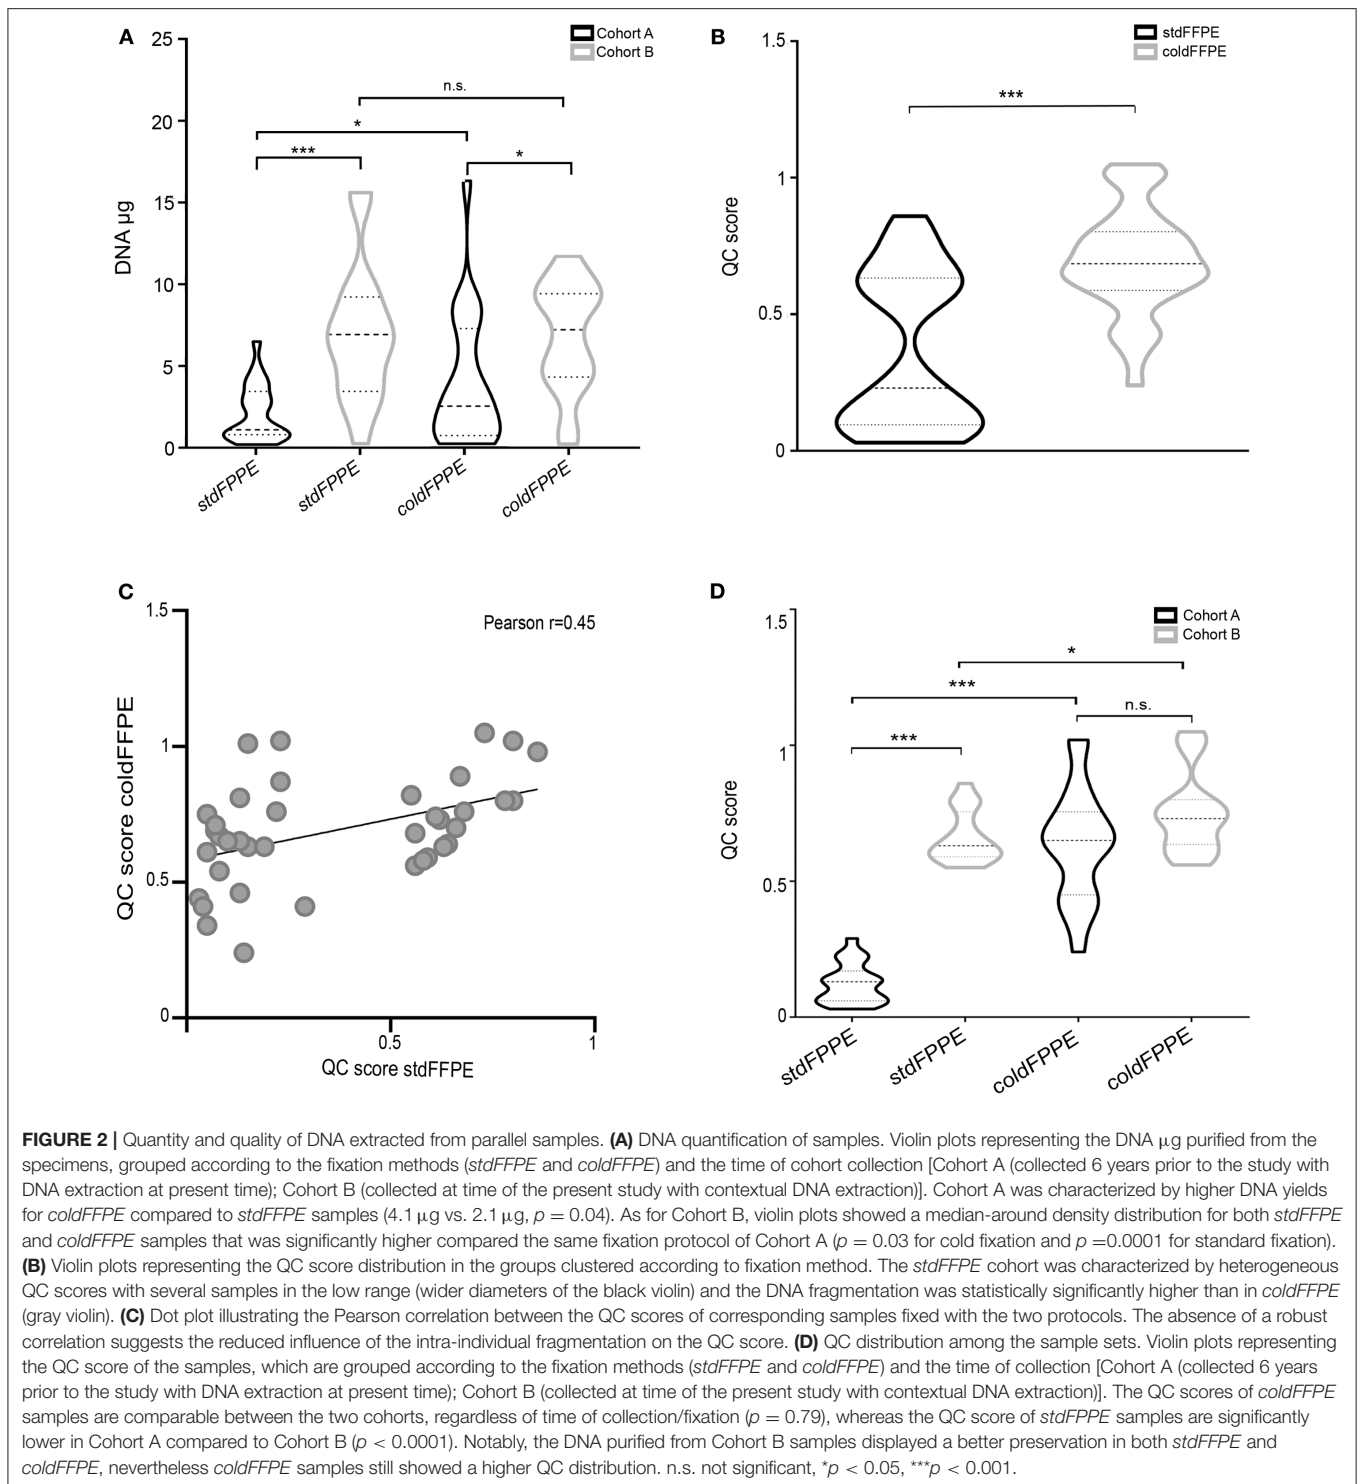 A
25
20
15
10
5
0
DNA µg
Cohort A
Cohort B
n.s.
*
***
*
stdFPPE
stdFPPE
coldFPPE
coldFPPE
B
1.5
1
0.5
0
QC score
stdFFPE
coldFFPE
***
C
1.5
1
0.5
0
QC score coldFFPE
Pearson r=0.45
0.5
1
QC score stdFFPE
D
1.5
1
0.5
0
QC score
Cohort A
Cohort B
*
***
n.s.
***
stdFPPE
stdFPPE
coldFPPE
coldFPPE
FIGURE 2 | Quantity and quality of DNA extracted from parallel samples. (A) DNA quantification of samples. Violin plots representing the DNA µg purified from the
specimens, grouped according to the fixation methods (stdFFPE and coldFFPE) and the time of cohort collection [Cohort A (collected 6 years prior to the study with
DNA extraction at present time); Cohort B (collected at time of the present study with contextual DNA extraction)]. Cohort A was characterized by higher DNA yields
for coldFFPE compared to stdFFPE samples (4.1 µg vs. 2.1 µg, p = 0.04). As for Cohort B, violin plots showed a median-around density distribution for both stdFFPE
and coldFFPE samples that was significantly higher compared the same fixation protocol of Cohort A (p = 0.03 for cold fixation and p =0.0001 for standard fixation).
(B) Violin plots representing the QC score distribution in the groups clustered according to fixation method. The stdFFPE cohort was characterized by heterogeneous
QC scores with several samples in the low range (wider diameters of the black violin) and the DNA fragmentation was statistically significantly higher than in coldFFPE
(gray violin). (C) Dot plot illustrating the Pearson correlation between the QC scores of corresponding samples fixed with the two protocols. The absence of a robust
correlation suggests the reduced influence of the intra-individual fragmentation on the QC score. (D) QC distribution among the sample sets. Violin plots representing
the QC score of the samples, which are grouped according to the fixation methods (stdFFPE and coldFFPE) and the time of collection [Cohort A (collected 6 years
prior to the study with DNA extraction at present time); Cohort B (collected at time of the present study with contextual DNA extraction)]. The QC scores of coldFFPE
samples are comparable between the two cohorts, regardless of time of collection/fixation (p = 0.79), whereas the QC score of stdFPPE samples are significantly
lower in Cohort A compared to Cohort B (p < 0.0001). Notably, the DNA purified from Cohort B samples displayed a better preservation in both stdFFPE and
coldFFPE, nevertheless coldFFPE samples still showed a higher QC distribution. n.s. not significant, *p < 0.05, ***p < 0.001.